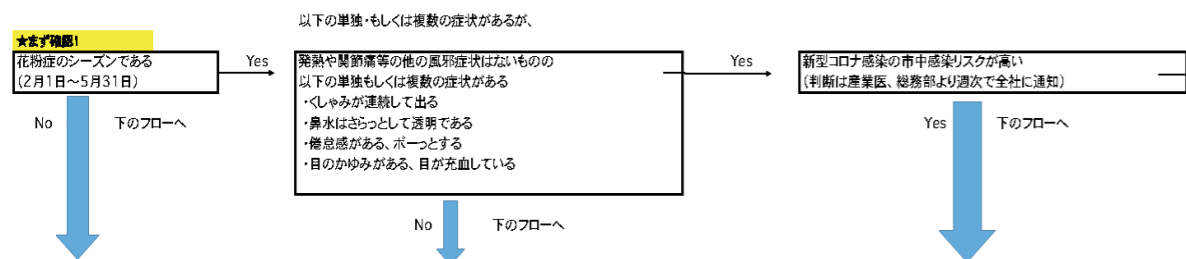 以下の単独・もしくは複数の症状があるが、
★まず確認!
花粉症のシーズンである
(2月1日～5月31日)
Yes
発熱や関節痛等の他の風邪症状はないものの
以下の単独もしくは複数の症状がある
・くしゃみが連続して出る
・鼻水はさらっとして透明である
・倦怠感がある、ボーっとする
・目のかゆみがある、目が充血している
Yes
新型コロナ感染の市中感染リスクが高い
(判断は産業医、総務部より週次で全社に通知)
No 下のフローへ
Yes 下のフローへ
No 下のフローへ